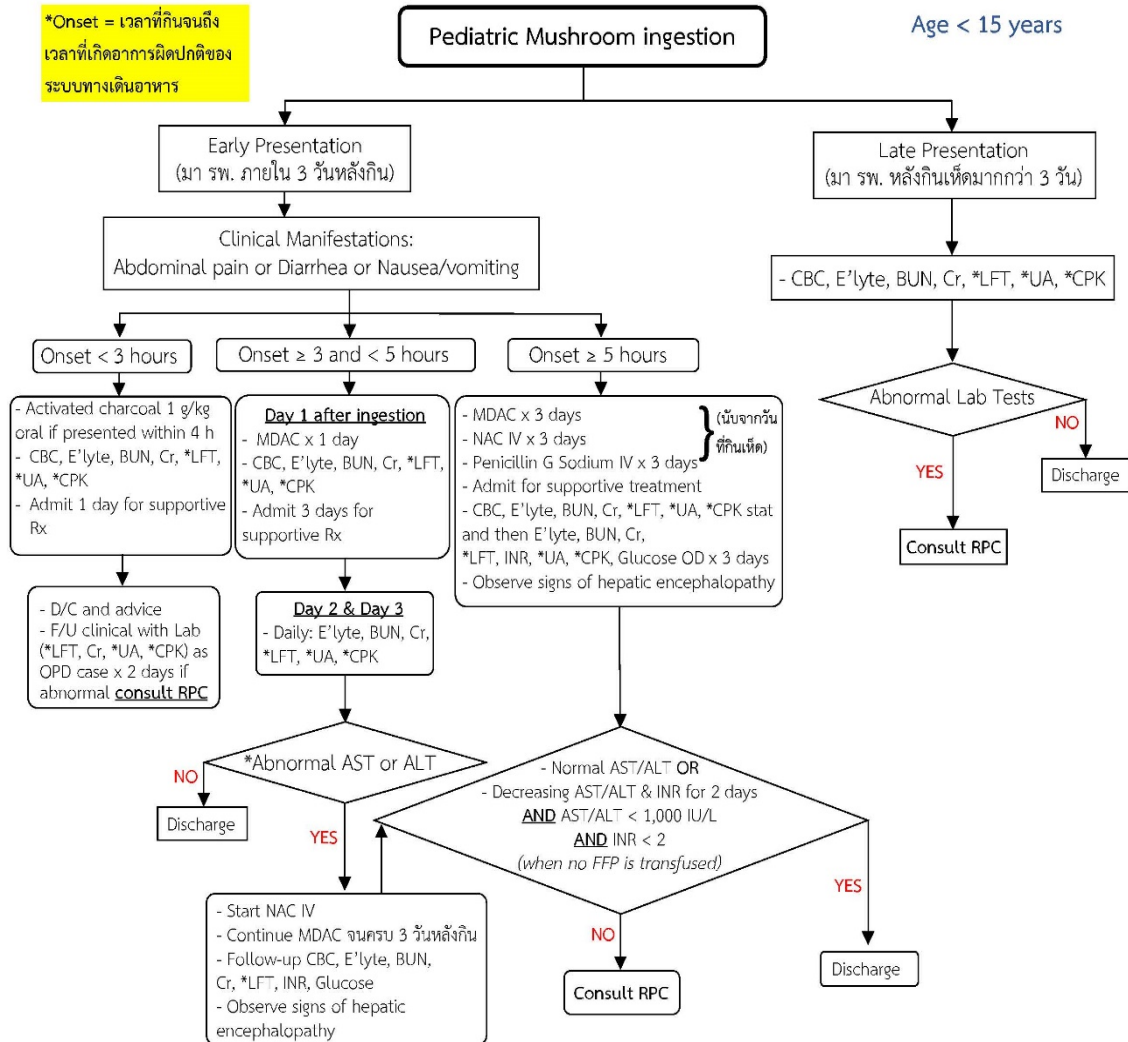 *Onset = เวลาที่กินจนถึง
เวลาที่เกิดอาการผิดปกติของ
ระบบทางเดินอาหาร
Pediatric Mushroom ingestion
Age < 15 years
Early Presentation
(มา รพ. ภายใน 3 วันหลังกิน)
Late Presentation
(มา รพ. หลังกินเห็ดมากกว่า 3 วัน)
Clinical Manifestations:
Abdominal pain or Diarrhea or Nausea/vomiting
- CBC, E'lyte, BUN, Cr, *LFT, *UA, *CPK
Onset < 3 hours
Onset ≥ 3 and < 5 hours
Onset ≥ 5 hours
- Activated charcoal 1 g/kg
oral if presented within 4 h
- CBC, E'lyte, BUN, Cr, *LFT,
*UA, *CPK
- Admit 1 day for supportive
Rx
Day 1 after ingestion
- MDAC x 1 day
- CBC, E'lyte, BUN, Cr, *LFT,
*UA, *CPK
- Admit 3 days for
supportive Rx
- MDAC x 3 days
- NAC IV x 3 days
- Penicillin G Sodium IV x 3 days
(นับจากวัน
ที่กินเห็ด)
- Admit for supportive treatment
- CBC, E'lyte, BUN, Cr, *LFT, *UA, *CPK stat
and then E'lyte, BUN, Cr,
*LFT, INR, *UA, *CPK, Glucose OD x 3 days
- Observe signs of hepatic encephalopathy
Abnormal Lab Tests
NO
Discharge
YES
Consult RPC
- D/C and advice
- F/U clinical with Lab
(*LFT, Cr, *UA, *CPK) as
OPD case x 2 days if
abnormal consult RPC
Day 2 & Day 3
- Daily: E'lyte, BUN, Cr,
*LFT, *UA, *CPK
*Abnormal AST or ALT
NO
Discharge
YES
- Start NAC IV
- Continue MDAC จนครบ 3 วันหลังกิน
- Follow-up CBC, E'lyte, BUN,
Cr, *LFT, INR, Glucose
- Observe signs of hepatic
encephalopathy
- Normal AST/ALT OR
- Decreasing AST/ALT & INR for 2 days
AND AST/ALT < 1,000 IU/L
AND INR < 2
(when no FFP is transfused)
NO
Consult RPC
YES
Discharge